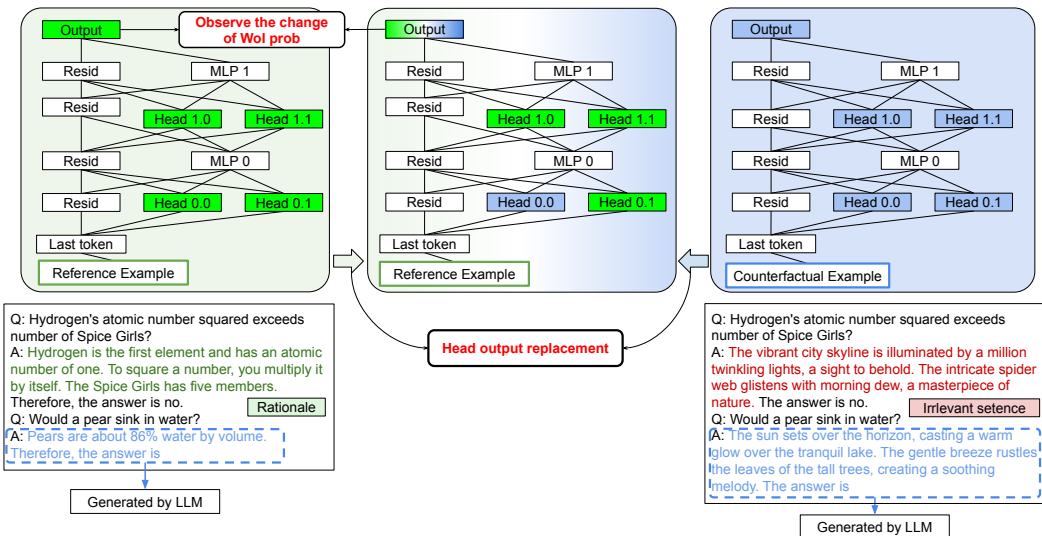 Output
Observe the change
of WoI prob
Output
Output
Resid
MLP 1
Resid
MLP 1
Resid
MLP 1
Resid
Resid
Resid
Head 1.0
Head 1.1
Head 1.0
Head 1.1
Head 1.0
Head 1.1
Resid
MLP 0
Resid
MLP 0
Resid
MLP 0
Resid
Head 0.0
Head 0.1
Resid
Head 0.0
Head 0.1
Resid
Head 0.0
Head 0.1
Last token
Last token
Last token
Reference Example
Reference Example
Counterfactual Example
Q: Hydrogen's atomic number squared exceeds
number of Spice Girls?
A: Hydrogen is the first element and has an atomic
number of one. To square a number, you multiply it
by itself. The Spice Girls has five members.
Therefore, the answer is no.
Rationale
Q: Would a pear sink in water?
A: Pears are about 86% water by volume.
Therefore, the answer is
Generated by LLM
Head output replacement
Q: Hydrogen's atomic number squared exceeds
number of Spice Girls?
A: The vibrant city skyline is illuminated by a million
twinkling lights, a sight to behold. The intricate spider
web glistens with morning dew, a masterpiece of
nature. The answer is no.
Irrlevant setence
Q: Would a pear sink in water?
A: The sun sets over the horizon, casting a warm
glow over the tranquil lake. The gentle breeze rustles
the leaves of the tall trees, creating a soothing
melody. The answer is
Generated by LLM